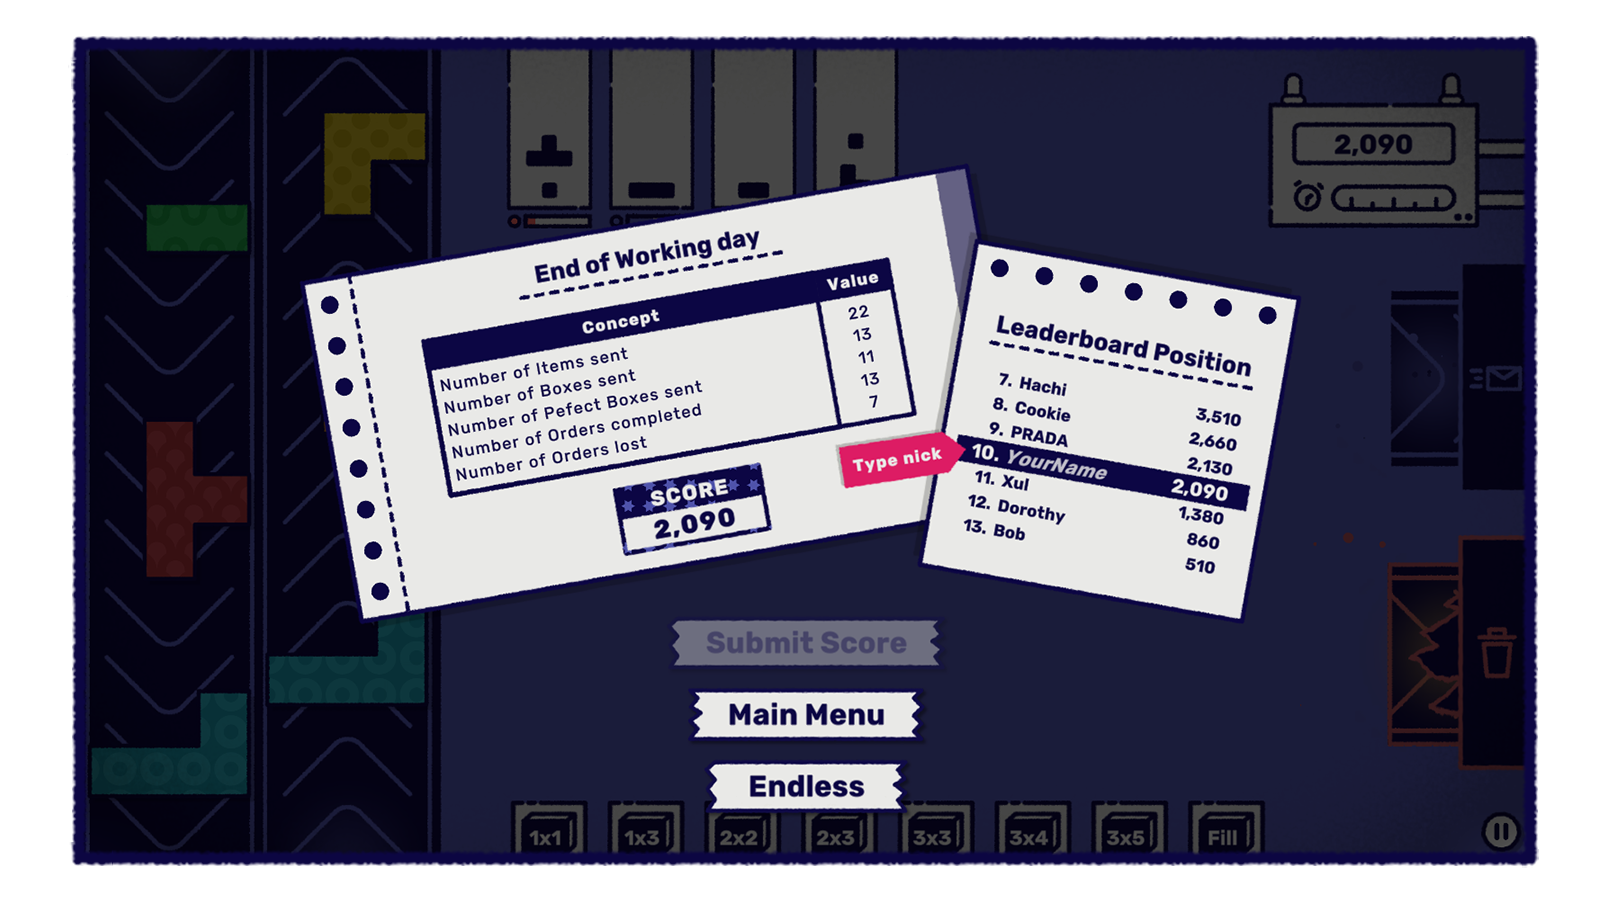 2,090
End of Working day
Concept Value
Number of Items sent 22
Number of Boxes sent 13
Number of Pefect Boxes sent 11
Number of Orders completed 13
Number of Orders lost 7
SCORE
2,090
Leaderboard Position
7. Hachi 3,510
8. Cookie 2,660
9. PRADA 2,130
Type nick
10. YourName 2,090
11. Xul 1,380
12. Dorothy 860
13. Bob 510
Submit Score
Main Menu
Endless
1x1 1x3 2x2 2x3 3x3 3x4 3x5 Fill